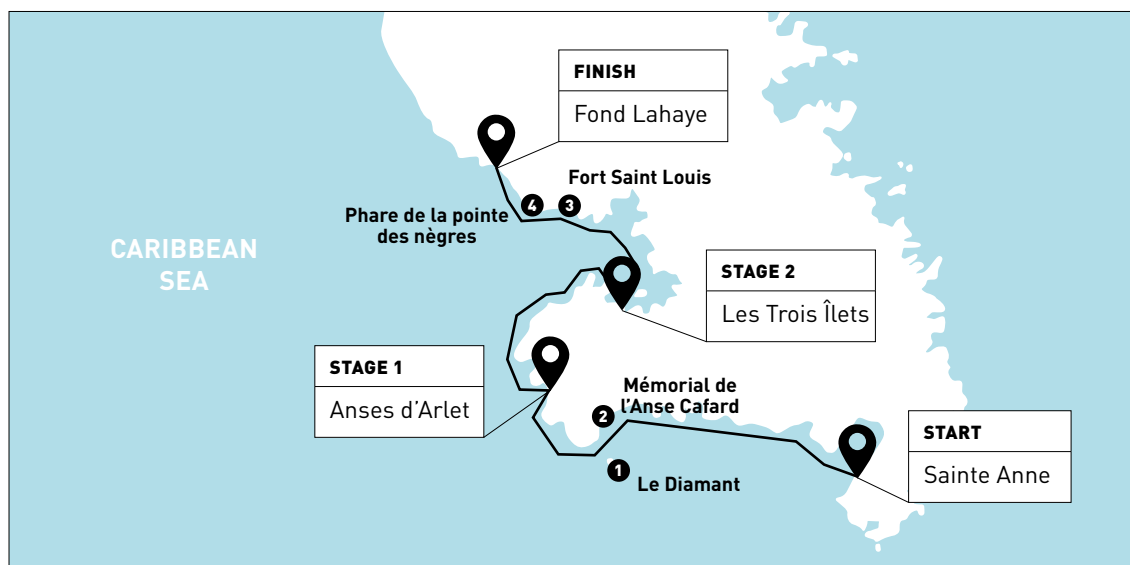 FINISH
Fond Lahaye
Fort Saint Louis
4
3
Phare de la pointe
des nègres
CARIBBEAN
SEA
STAGE 2
Les Trois Îlets
STAGE 1
Anses d’Arlet
Mémorial de
l’Anse Cafard
2
START
Sainte Anne
1
Le Diamant